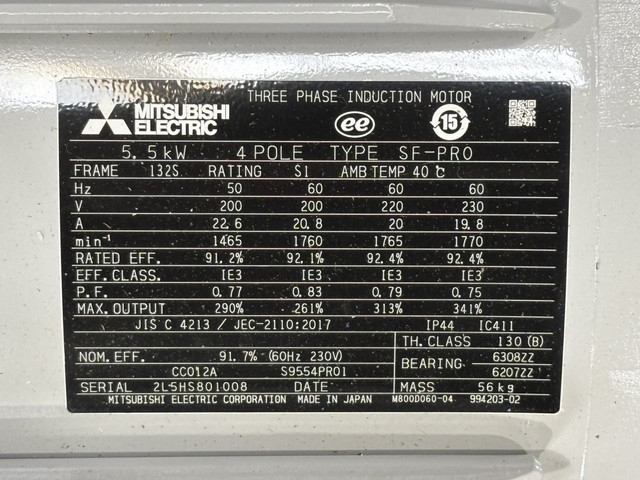 MITSUBISHI ELECTRIC THREE PHASE INDUCTION MOTOR ee 15
5.5kW 4 POLE TYPE SF-PRO
FRAME 132S RATING S1 AMB TEMP 40℃
Hz 50 60 60 60
V 200 200 220 230
A 22.6 20.8 20 19.8
min⁻¹ 1465 1760 1765 1770
RATED EFF. 91.2% 92.1% 92.4% 92.4%
EFF. CLASS. IE3 IE3 IE3 IE3
P.F. 0.77 0.83 0.79 0.75
MAX. OUTPUT 290% 261% 313% 341%
JIS C 4213 / JEC-2110:2017 IP44 IC411
TH. CLASS 130 (B)
NOM. EFF. 91.7% (60Hz 230V) BEARING 6308ZZ
CC012A S9554PR01 6207ZZ
SERIAL 2L5HS801008 DATE MASS 56kg
MITSUBISHI ELECTRIC CORPORATION MADE IN JAPAN M800D060-04 994203-02